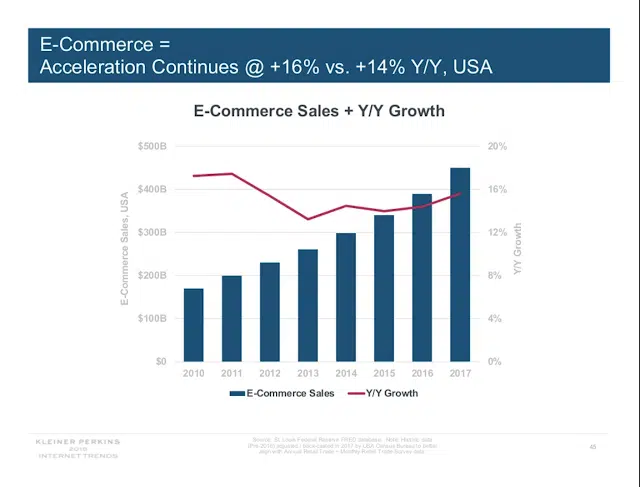 E-Commerce =
Acceleration Continues @ +16% vs. +14% Y/Y, USA
E-Commerce Sales + Y/Y Growth
$500B
$400B
$300B
$200B
$100B
$0
E-Commerce Sales, USA
20%
16%
12%
8%
4%
0%
Y/Y Growth
2010 2011 2012 2013 2014 2015 2016 2017
E-Commerce Sales Y/Y Growth
KLEINER PERKINS
2018
INTERNET TRENDS
Source: St. Louis Federal Reserve FRED database. Note: Historic data
(Pre-2016) adjusted / back-casted in 2017 by USA Census Bureau to better
align with Annual Retail Trade + Monthly Retail Trade Survey data
45